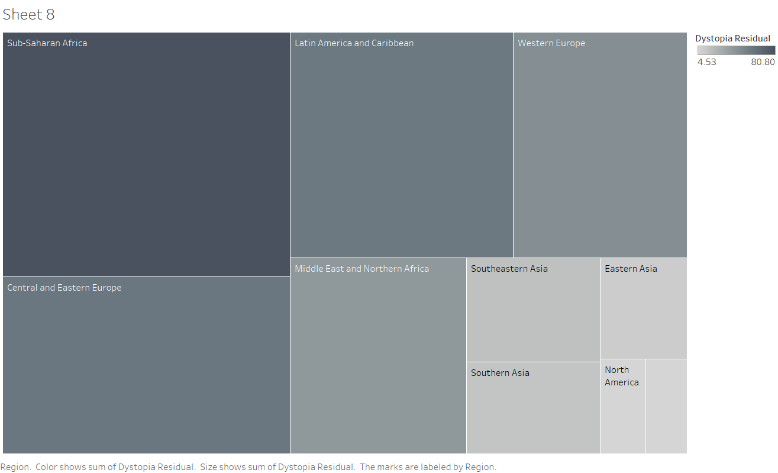 Sheet 8
Sub-Saharan Africa
Latin America and Caribbean
Western Europe
Dystopia Residual
4.53 80.80
Middle East and Northern Africa
Southeastern Asia
Eastern Asia
Central and Eastern Europe
Southern Asia
North
America
Region. Color shows sum of Dystopia Residual. Size shows sum of Dystopia Residual. The marks are labeled by Region.